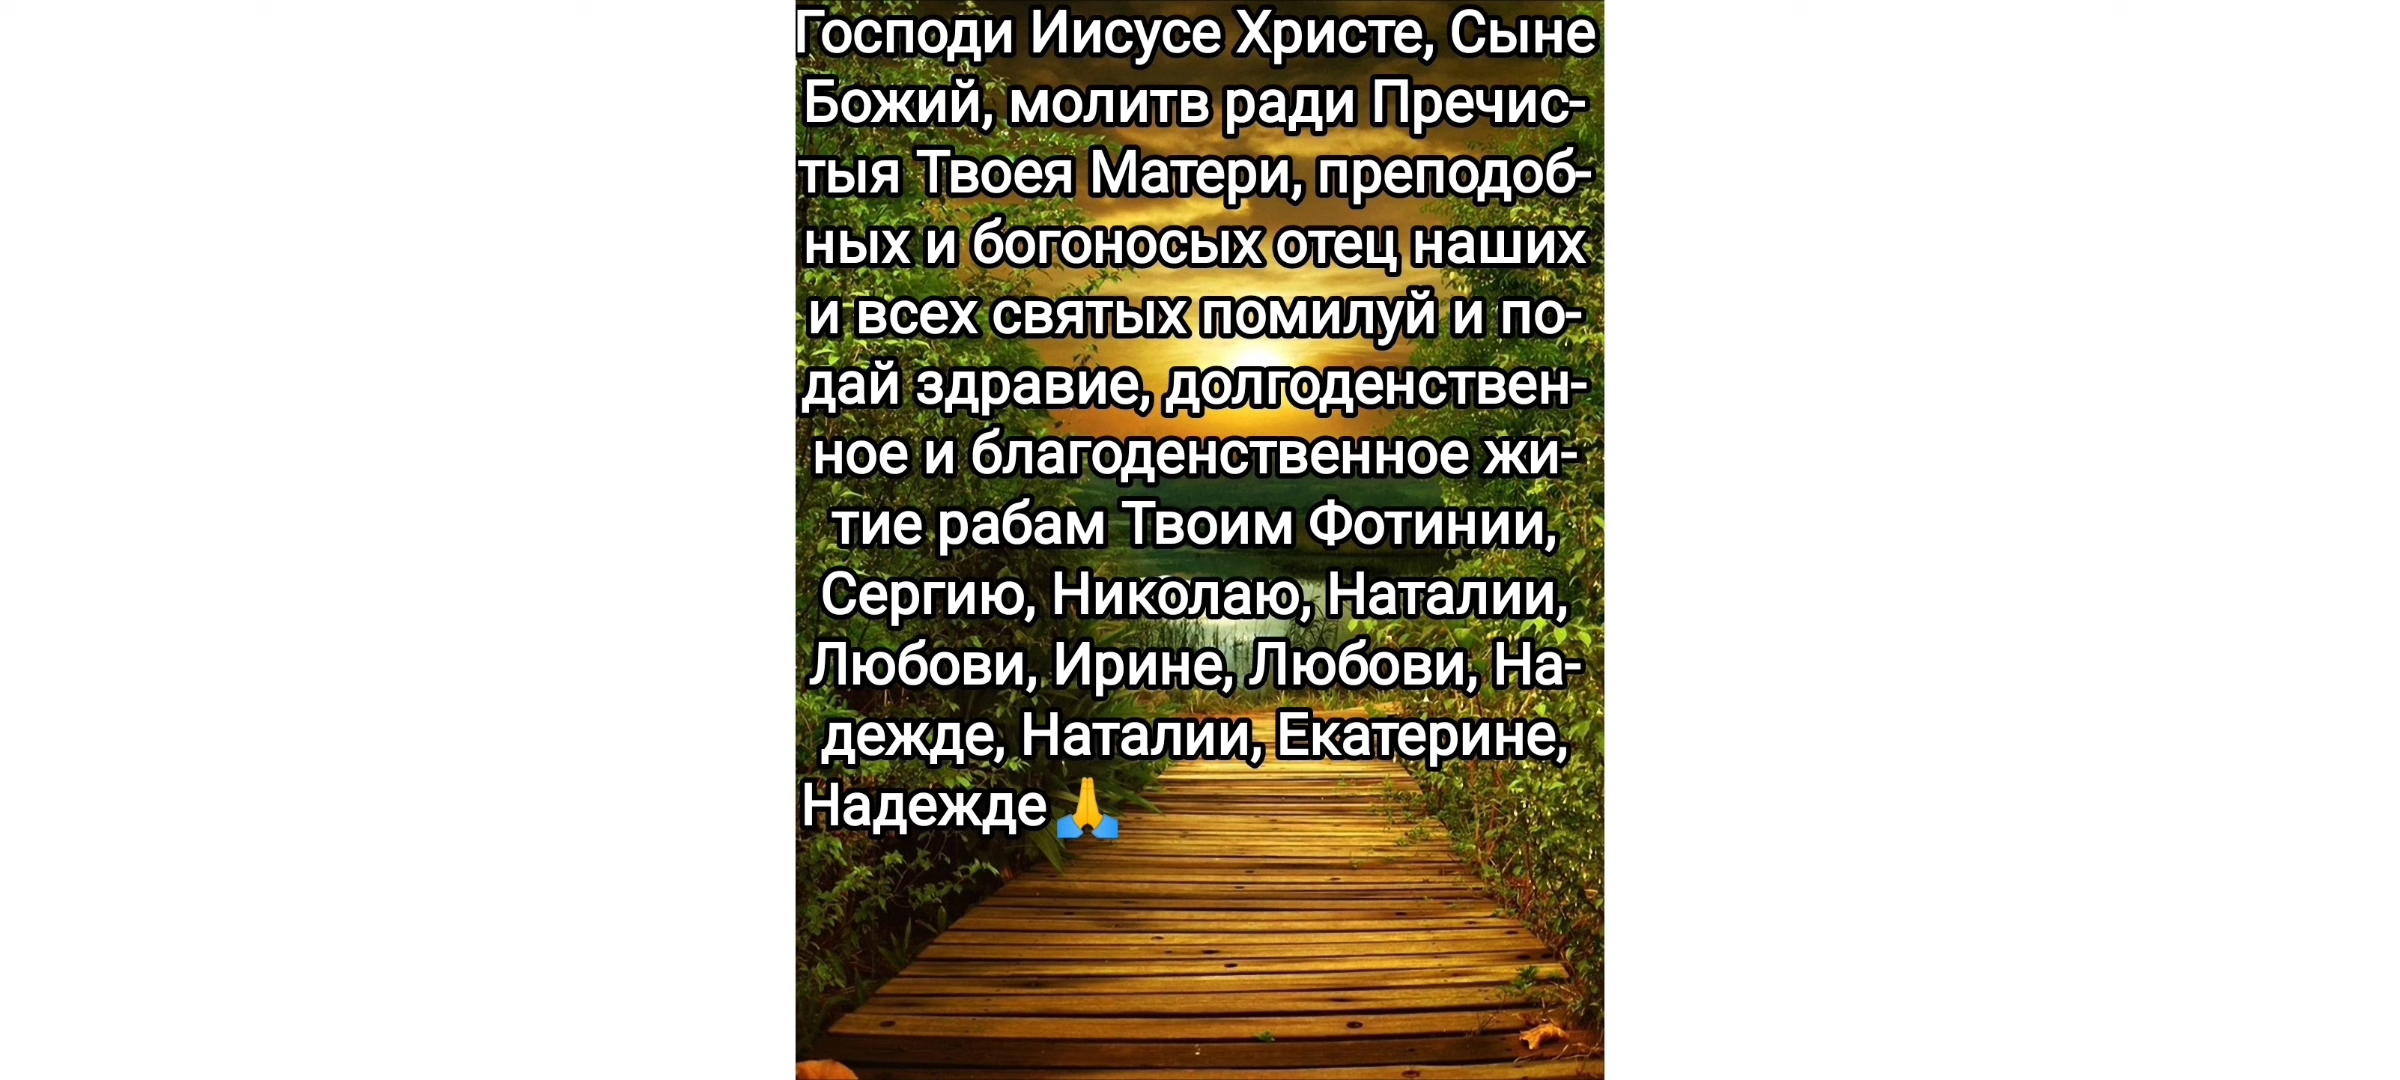 Господи Иисусе Христе, Сыне
Божий, молитв ради Пречис-
тыя Твоея Матери, преподоб-
ных и богоносых отец наших
и всех святых помилуй и по-
дай здравие, долгоденствен-
ное и благоденственное жи-
тие рабам Твоим Фотинии,
Сергию, Николаю, Наталии,
Любови, Ирине, Любови, На-
дежде, Наталии, Екатерине,
Надежде🙏